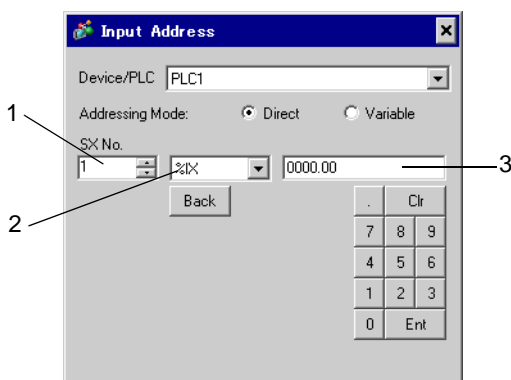 Input Address
Device/PLC PLC1
Addressing Mode: Direct Variable
1
SX No.
1 %IX 0000.00 3
Back . Clr
2
7 8 9
4 5 6
1 2 3
0 Ent